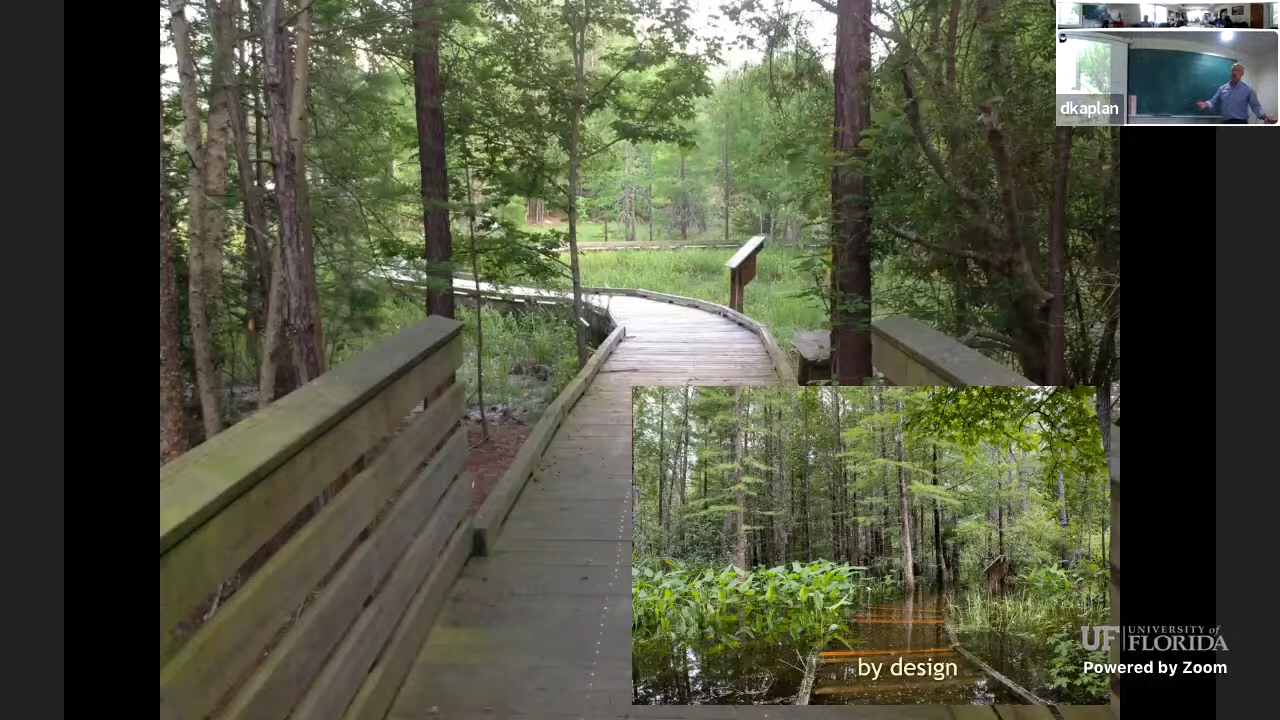 dkaplan
by design
UF | UNIVERSITY of
FLORIDA
Powered by Zoom